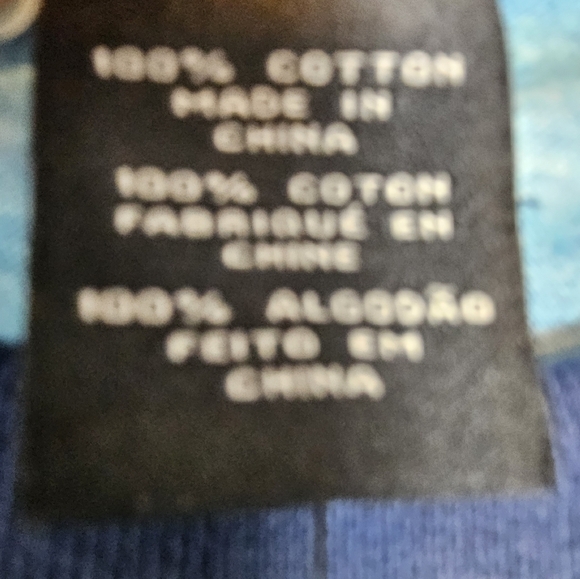 100% COTTON
MADE IN
CHINA
100% COTON
FABRIQUÉ EN
CHINE
100% ALGODÃO
FEITO EM
CHINA